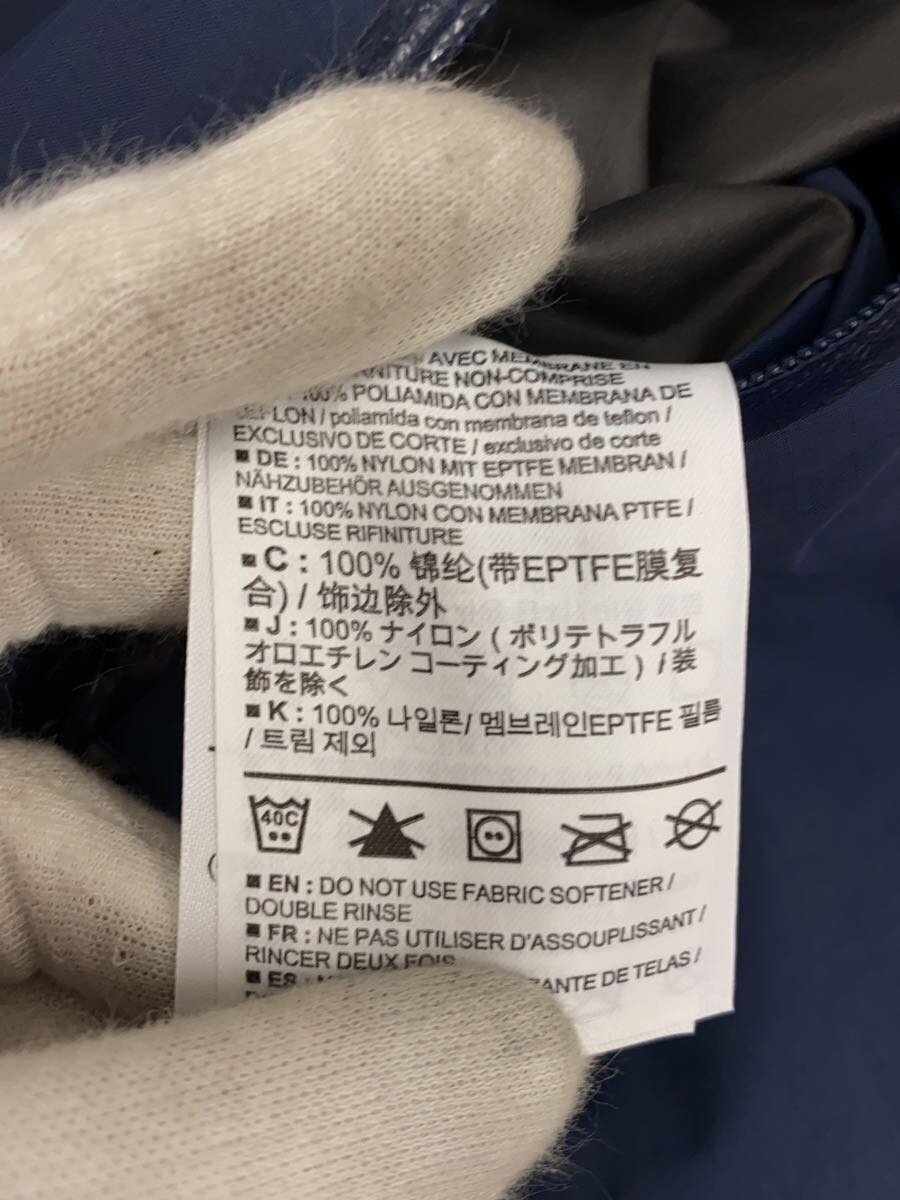 AVEC MEMBRANE EN
NITURE NON-COMPRISE
100% POLIAMIDA CON MEMBRANA DE
TEFLON / poliamida con membrana de teflon /
EXCLUSIVO DE CORTE / exclusivo de corte
■ DE : 100% NYLON MIT EPTFE MEMBRAN /
NÄHZUBEHÖR AUSGENOMMEN
■ IT : 100% NYLON CON MEMBRANA PTFE /
ESCLUSE RIFINITURE
■ C : 100% 锦纶(带EPTFE膜复
合) / 饰边除外
■ J : 100% ナイロン ( ポリテトラフル
オロエチレン コーティング加工 ) / 装
飾を除く
■ K : 100% 나일론/ 멤브레인EPTFE 필름
/ 트림 제외
40C
■ EN : DO NOT USE FABRIC SOFTENER /
DOUBLE RINSE
■ FR : NE PAS UTILISER D'ASSOUPLISSANT /
RINCER DEUX FOIS
■ ES : ZANTE DE TELAS /